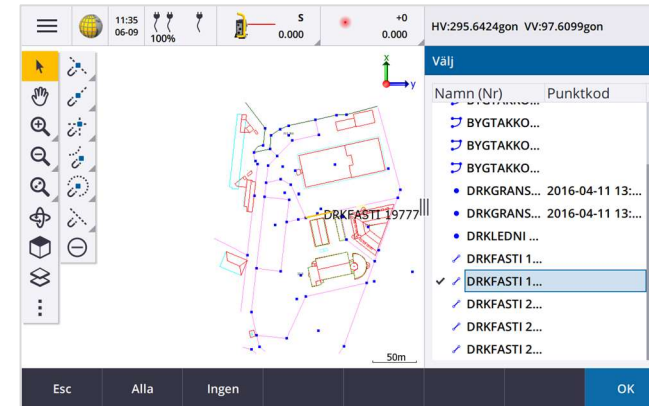 11:35
06-09
100%
S
0.000
+0
0.000
HV:295.6424gon VV:97.6099gon
Välj
Namn (Nr) Punktkod
BYGTAKKO...
BYGTAKKO...
BYGTAKKO...
DRKGRANS... 2016-04-11 13:...
DRKGRANS... 2016-04-11 13:...
DRKLEDNI ...
DRKFASTI 1...
DRKFASTI 1...
DRKFASTI 2...
DRKFASTI 2...
DRKFASTI 2...
x
y
DRKFASTI 19777
50m
Esc Alla Ingen OK